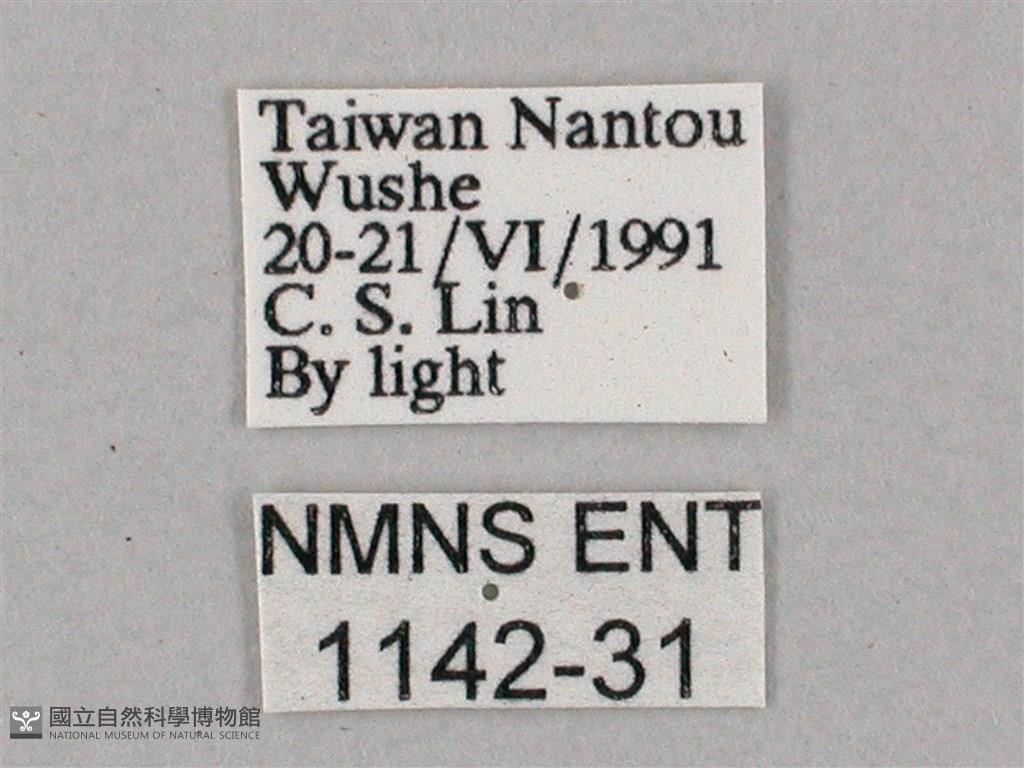 Taiwan Nantou
Wushe
20-21/VI/1991
C. S. Lin
By light
NMNS ENT
1142-31
國立自然科學博物館
NATIONAL MUSEUM OF NATURAL SCIENCE